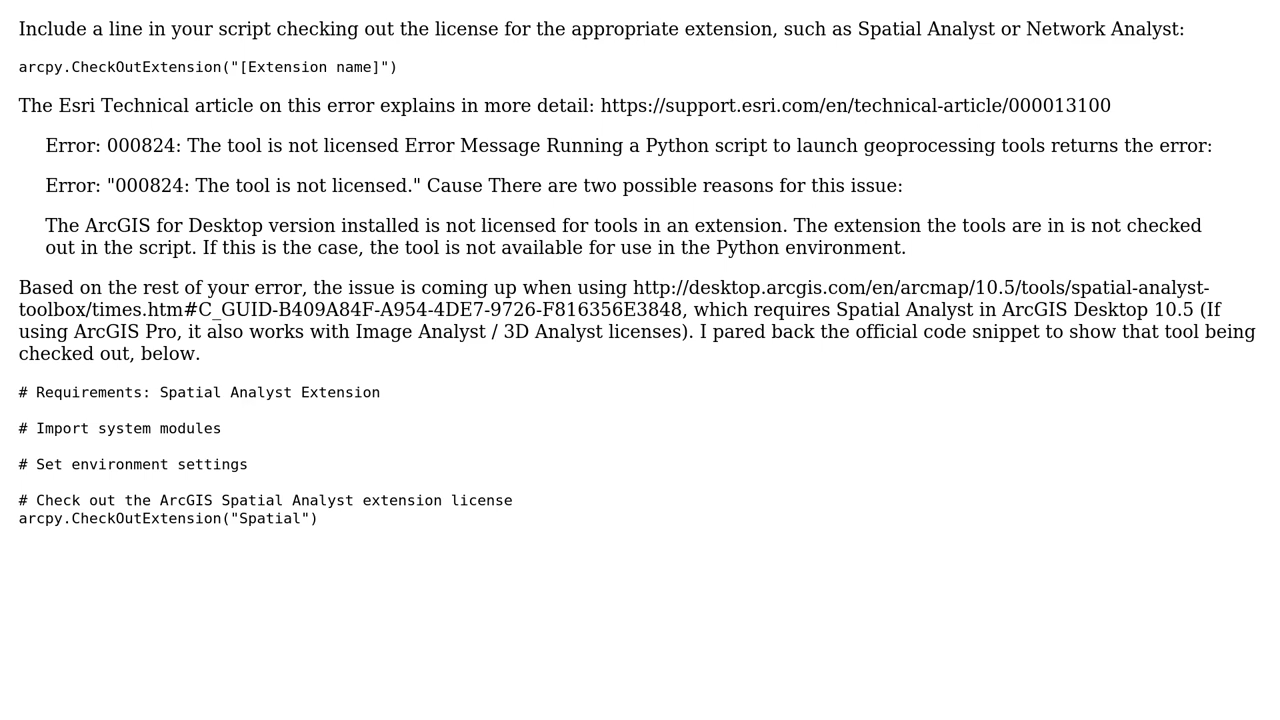 Include a line in your script checking out the license for the appropriate extension, such as Spatial Analyst or Network Analyst:
arcpy.CheckOutExtension("[Extension name]")
The Esri Technical article on this error explains in more detail: https://support.esri.com/en/technical-article/000013100
Error: 000824: The tool is not licensed Error Message Running a Python script to launch geoprocessing tools returns the error:
Error: "000824: The tool is not licensed." Cause There are two possible reasons for this issue:
The ArcGIS for Desktop version installed is not licensed for tools in an extension. The extension the tools are in is not checked
out in the script. If this is the case, the tool is not available for use in the Python environment.
Based on the rest of your error, the issue is coming up when using http://desktop.arcgis.com/en/arcmap/10.5/tools/spatial-analyst-
toolbox/times.htm#C_GUID-B409A84F-A954-4DE7-9726-F816356E3848, which requires Spatial Analyst in ArcGIS Desktop 10.5 (If
using ArcGIS Pro, it also works with Image Analyst / 3D Analyst licenses). I pared back the official code snippet to show that tool being
checked out, below.
# Requirements: Spatial Analyst Extension
# Import system modules
# Set environment settings
# Check out the ArcGIS Spatial Analyst extension license
arcpy.CheckOutExtension("Spatial")